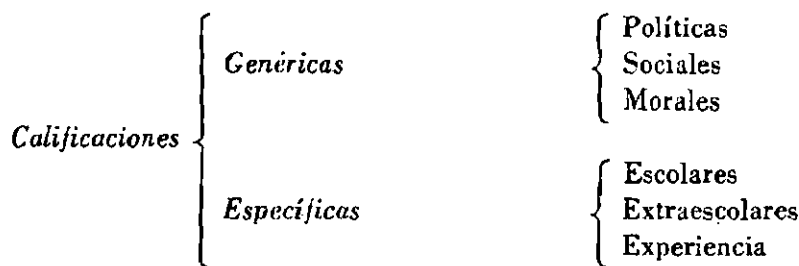 Políticas
Genéricas
Sociales
Morales
Calificaciones
Escolares
Específicas
Extraescolares
Experiencia